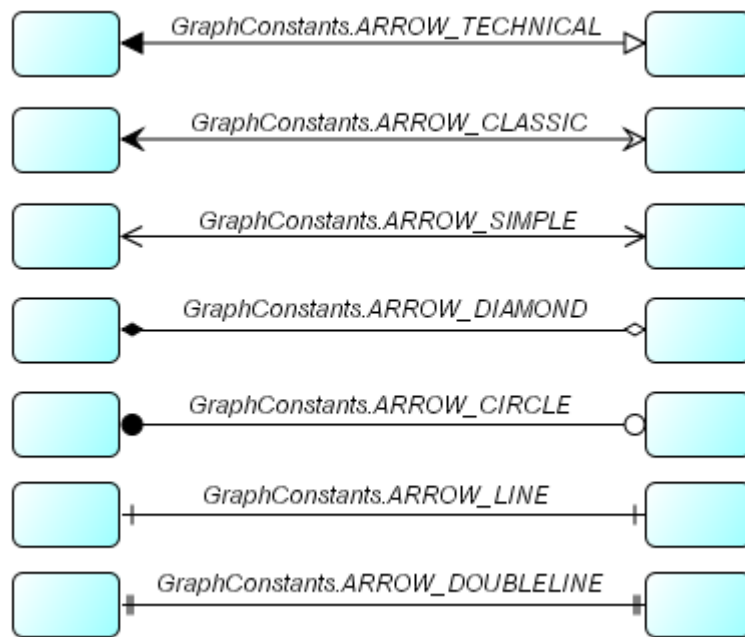 GraphConstants.ARROW_TECHNICAL
GraphConstants.ARROW_CLASSIC
GraphConstants.ARROW_SIMPLE
GraphConstants.ARROW_DIAMOND
GraphConstants.ARROW_CIRCLE
GraphConstants.ARROW_LINE
GraphConstants.ARROW_DOUBLELINE